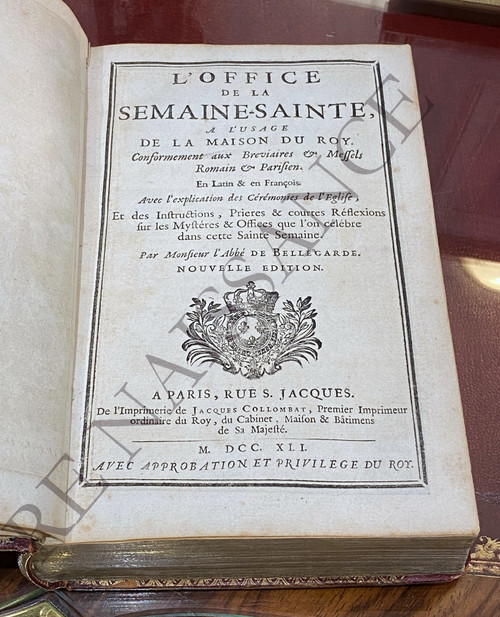 L'OFFICE
DE LA
SEMAINE-SAINTE,
A L'USAGE
DE LA MAISON DU ROY.
Conformement aux Breviaires & Messels
Romain & Parisien.
En Latin & en François.
Avec l'explication des Cérémonies de l'Eglise,
Et des Instructions, Prieres & courtes Réflexions
sur les Mystéres & Offices que l'on célébre
dans cette Sainte Semaine.
Par Monsieur l'Abbé DE BELLEGARDE.
NOUVELLE EDITION.
A PARIS, RUE S. JACQUES.
De l'Imprimerie de JACQUES COLLOMBAT, Premier Imprimeur
ordinaire du Roy, du Cabinet, Maison & Bâtimens
de Sa Majesté.
M. DCC. XLI.
AVEC APPROBATION ET PRIVILEGE DU ROY.
RENAISSANCE